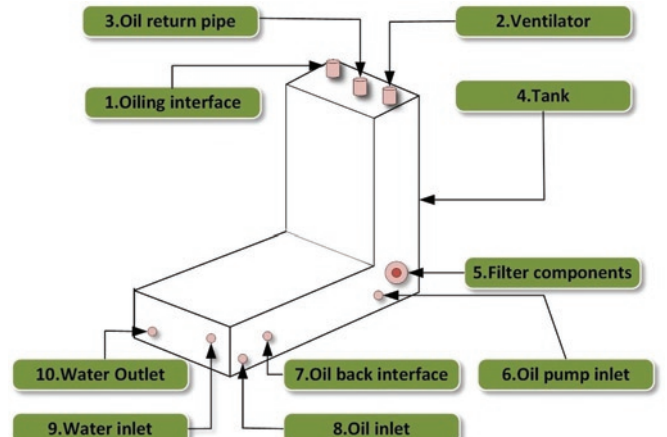 3.Oil return pipe
2.Ventilator
1.Oiling interface
4.Tank
5.Filter components
10.Water Outlet
7.Oil back interface
6.Oil pump inlet
9.Water inlet
8.Oil inlet